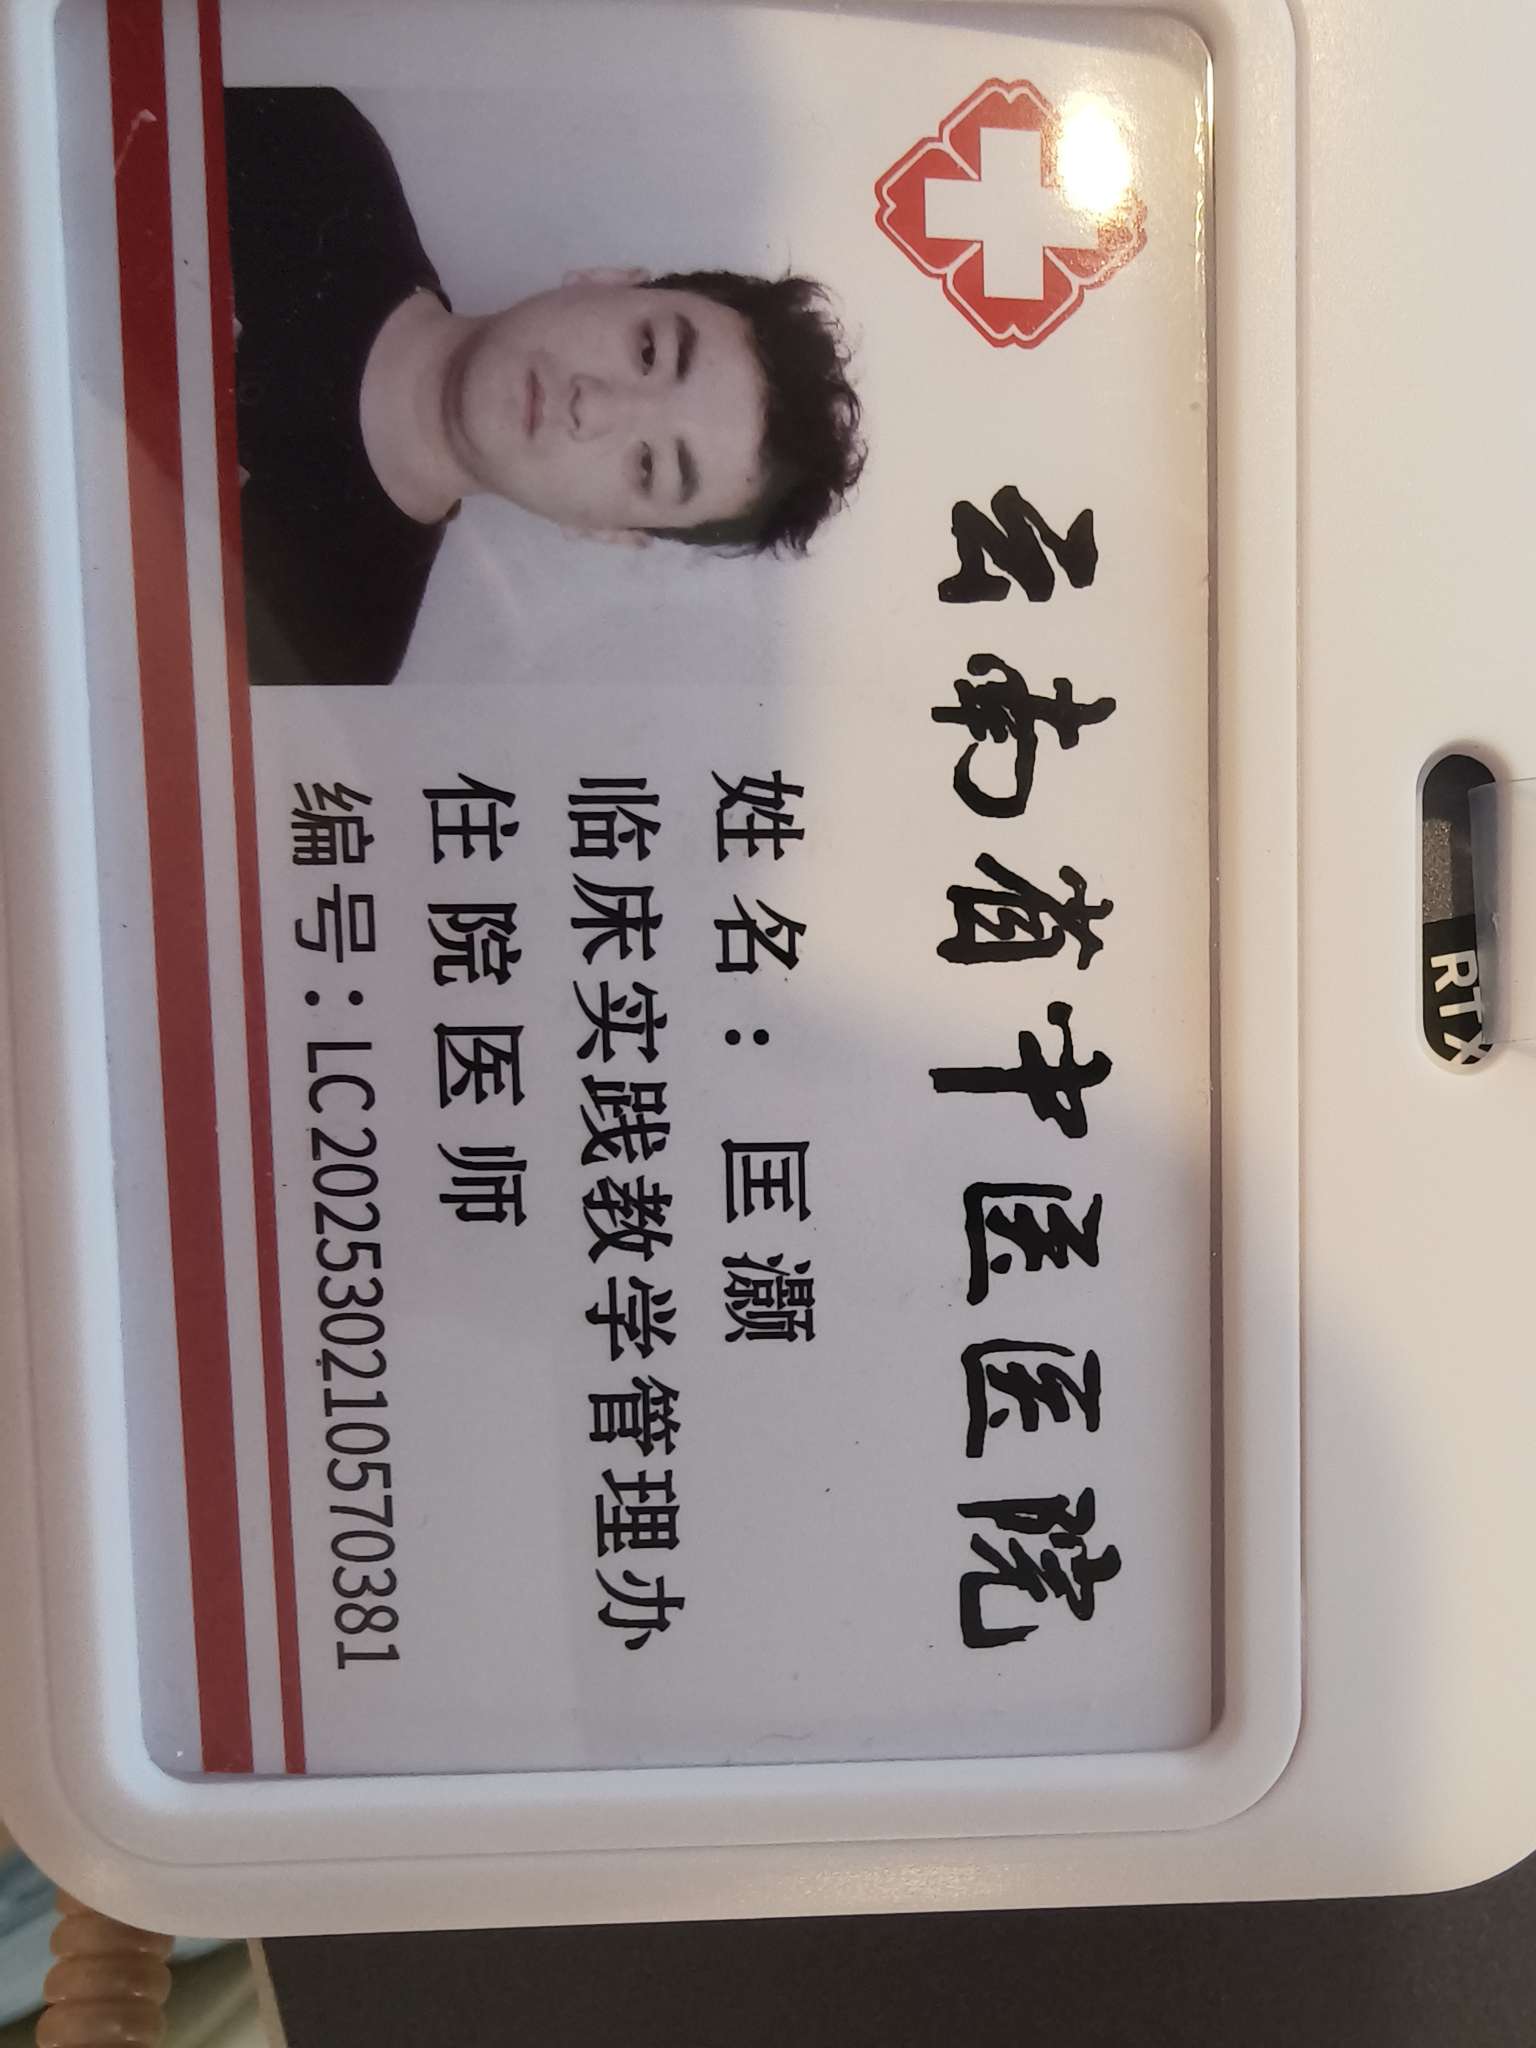 云南省中医医院
姓名：匡灏
临床实践教学管理办
住院医师
编号：LC202530210570381
RTX